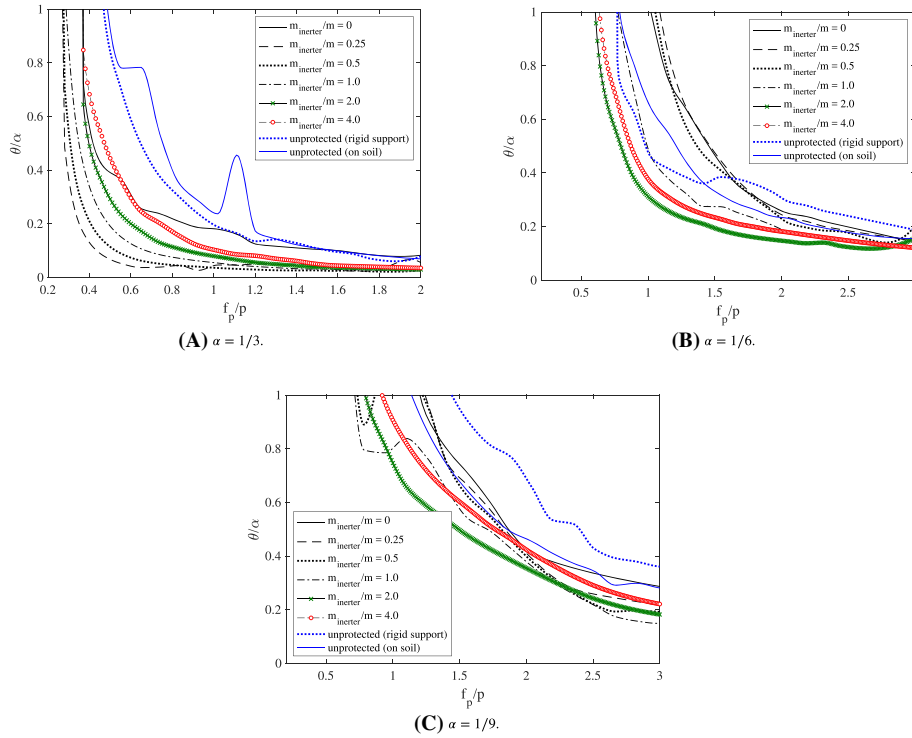 1
0.8
0.6
0.4
0.2
0
θ/α
0.2 0.4 0.6 0.8 1 1.2 1.4 1.6 1.8 2
f_p/p
m_inerter/m = 0
m_inerter/m = 0.25
m_inerter/m = 0.5
m_inerter/m = 1.0
m_inerter/m = 2.0
m_inerter/m = 4.0
unprotected (rigid support)
unprotected (on soil)
(A) α = 1/3.
1
0.8
0.6
0.4
0.2
0
θ/α
0.5 1 1.5 2 2.5
f_p/p
m_inerter/m = 0
m_inerter/m = 0.25
m_inerter/m = 0.5
m_inerter/m = 1.0
m_inerter/m = 2.0
m_inerter/m = 4.0
unprotected (rigid support)
unprotected (on soil)
(B) α = 1/6.
1
0.8
0.6
0.4
0.2
0
θ/α
m_inerter/m = 0
m_inerter/m = 0.25
m_inerter/m = 0.5
m_inerter/m = 1.0
m_inerter/m = 2.0
m_inerter/m = 4.0
unprotected (rigid support)
unprotected (on soil)
0.5 1 1.5 2 2.5 3
f_p/p
(C) α = 1/9.